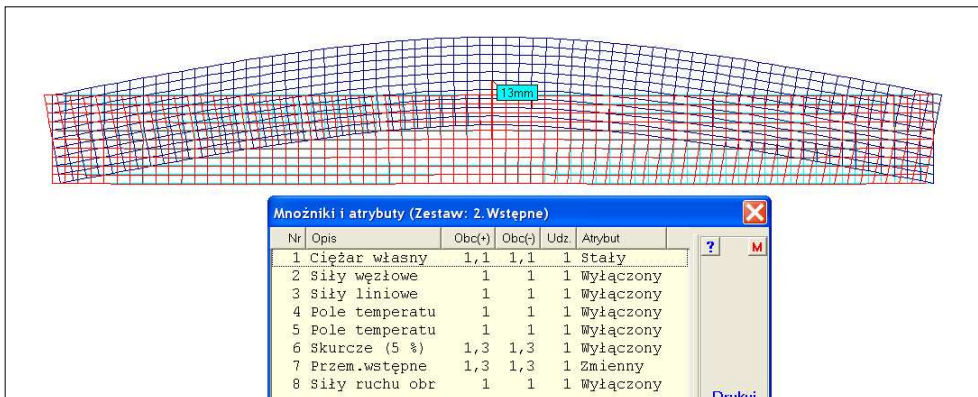 13mm
Mnożniki i atrybuty (Zestaw: 2.Wstępne)
Nr Opis Obc(+) Obc(-) Udz. Atrybut
? M
1 Ciężar własny 1,1 1,1 1 Stały
2 Siły węzłowe 1 1 1 Wyłączony
3 Siły liniowe 1 1 1 Wyłączony
4 Pole temperatu 1 1 1 Wyłączony
5 Pole temperatu 1 1 1 Wyłączony
6 Skurcze (5 %) 1,3 1,3 1 Wyłączony
7 Przem.wstępne 1,3 1,3 1 Zmienny
8 Siły ruchu obr 1 1 1 Wyłączony
Drukuj